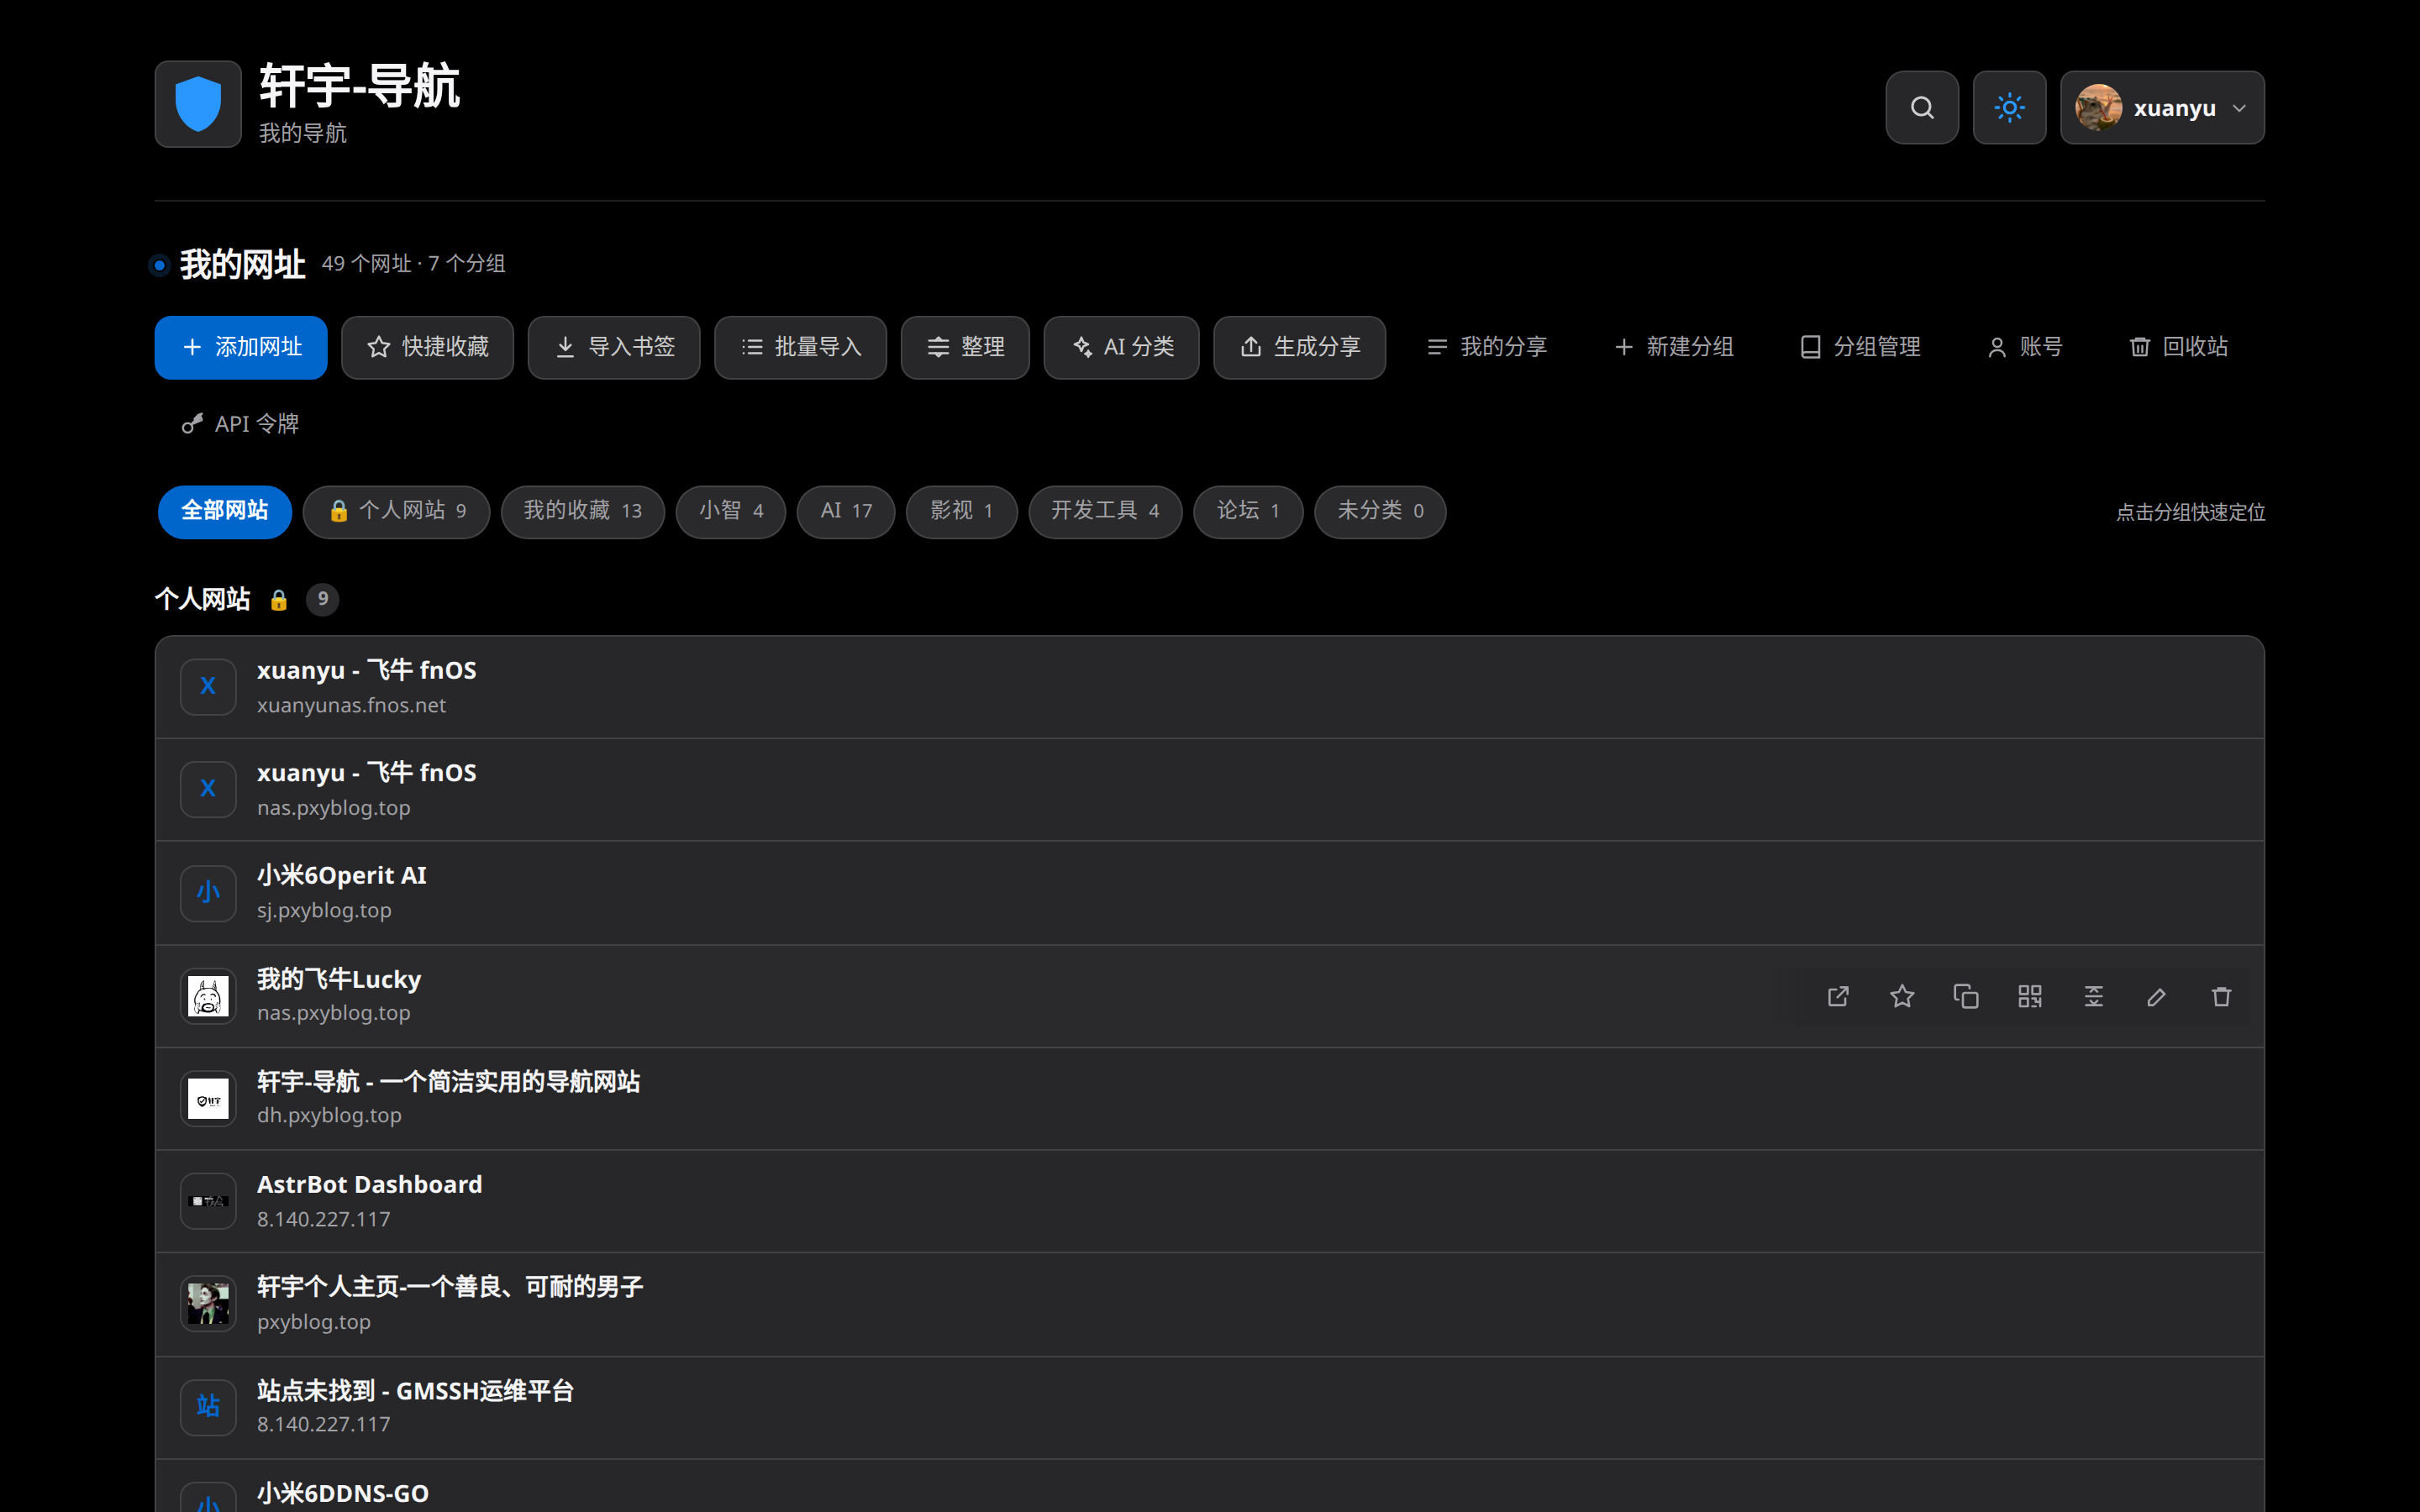 轩宇-导航
我的导航
xuanyu
我的网址 49 个网址 · 7 个分组
添加网址 快捷收藏 导入书签 批量导入 整理 AI 分类 生成分享 我的分享 新建分组 分组管理 账号 回收站
API 令牌
全部网站 🔒 个人网站 9 我的收藏 13 小智 4 AI 17 影视 1 开发工具 4 论坛 1 未分类 0 点击分组快速定位
个人网站 🔒 9
X
xuanyu - 飞牛 fnOS
xuanyunas.fnos.net
X
xuanyu - 飞牛 fnOS
nas.pxyblog.top
小
小米6Operit AI
sj.pxyblog.top
我的飞牛Lucky
nas.pxyblog.top
轩宇-导航 - 一个简洁实用的导航网站
dh.pxyblog.top
AstrBot Dashboard
8.140.227.117
轩宇个人主页-一个善良、可耐的男子
pxyblog.top
站
站点未找到 - GMSSH运维平台
8.140.227.117
小
小米6DDNS-GO